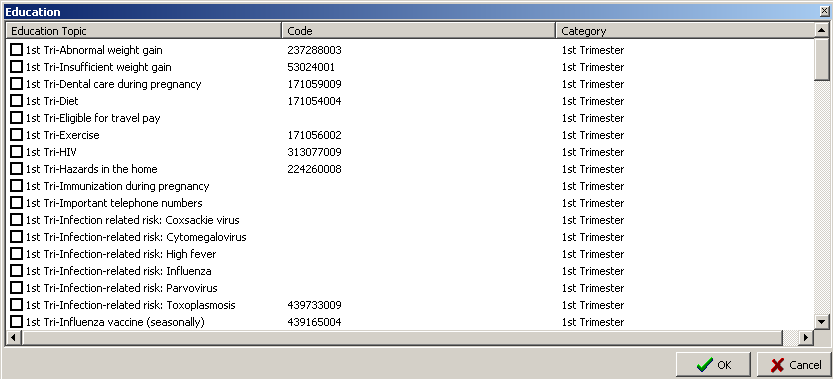 Education
Education Topic Code Category
1st Tri-Abnormal weight gain 237288003 1st Trimester
1st Tri-Insufficient weight gain 53024001 1st Trimester
1st Tri-Dental care during pregnancy 171059009 1st Trimester
1st Tri-Diet 171054004 1st Trimester
1st Tri-Eligible for travel pay 1st Trimester
1st Tri-Exercise 171056002 1st Trimester
1st Tri-HIV 313077009 1st Trimester
1st Tri-Hazards in the home 224260008 1st Trimester
1st Tri-Immunization during pregnancy 1st Trimester
1st Tri-Important telephone numbers 1st Trimester
1st Tri-Infection related risk: Coxsackie virus 1st Trimester
1st Tri-Infection-related risk: Cytomegalovirus 1st Trimester
1st Tri-Infection-related risk: High fever 1st Trimester
1st Tri-Infection-related risk: Influenza 1st Trimester
1st Tri-Infection-related risk: Parvovirus 1st Trimester
1st Tri-Infection-related risk: Toxoplasmosis 439733009 1st Trimester
1st Tri-Influenza vaccine (seasonally) 439165004 1st Trimester
OK Cancel